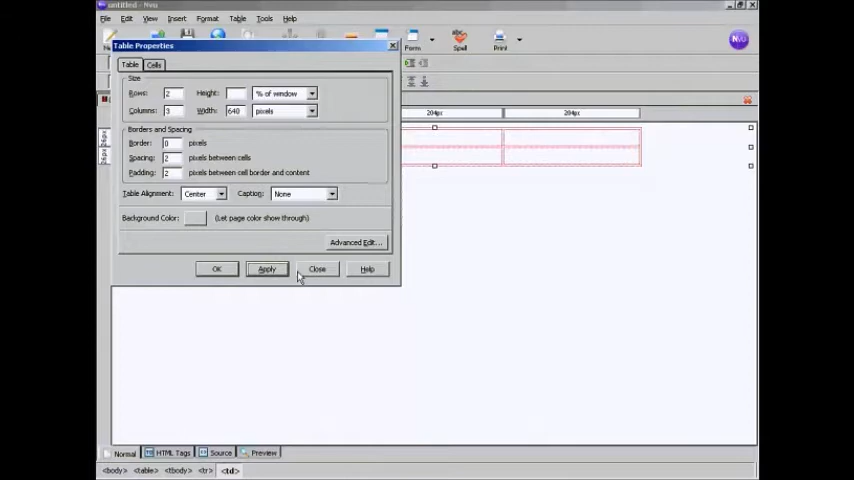 untitled - Nvu
File Edit View Insert Format Table Tools Help
Form Spell Print
Nvu
Table Properties
Table Cells
Size
Rows: 2 Height: % of window
Columns: 3 Width: 640 pixels
Borders and Spacing
Border: 0 pixels
Spacing: 2 pixels between cells
Padding: 2 pixels between cell border and content
Table Alignment: Center Caption: None
Background Color: (Let page color show through)
Advanced Edit...
OK Apply Close Help
204px 204px
26px
26px
Normal HTML Tags Source Preview
<body> <table> <tbody> <tr> <td>